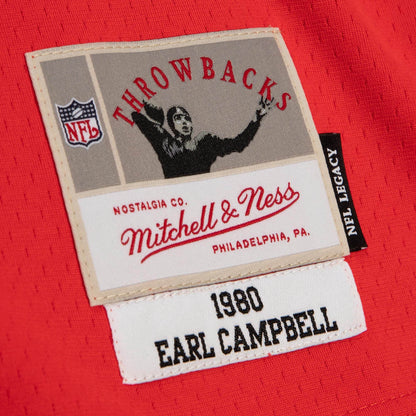 THROWBACKS
NFL
NOSTALGIA CO.
Mitchell & Ness
PHILADELPHIA, PA.
NFL LEGACY
1980
EARL CAMPBELL